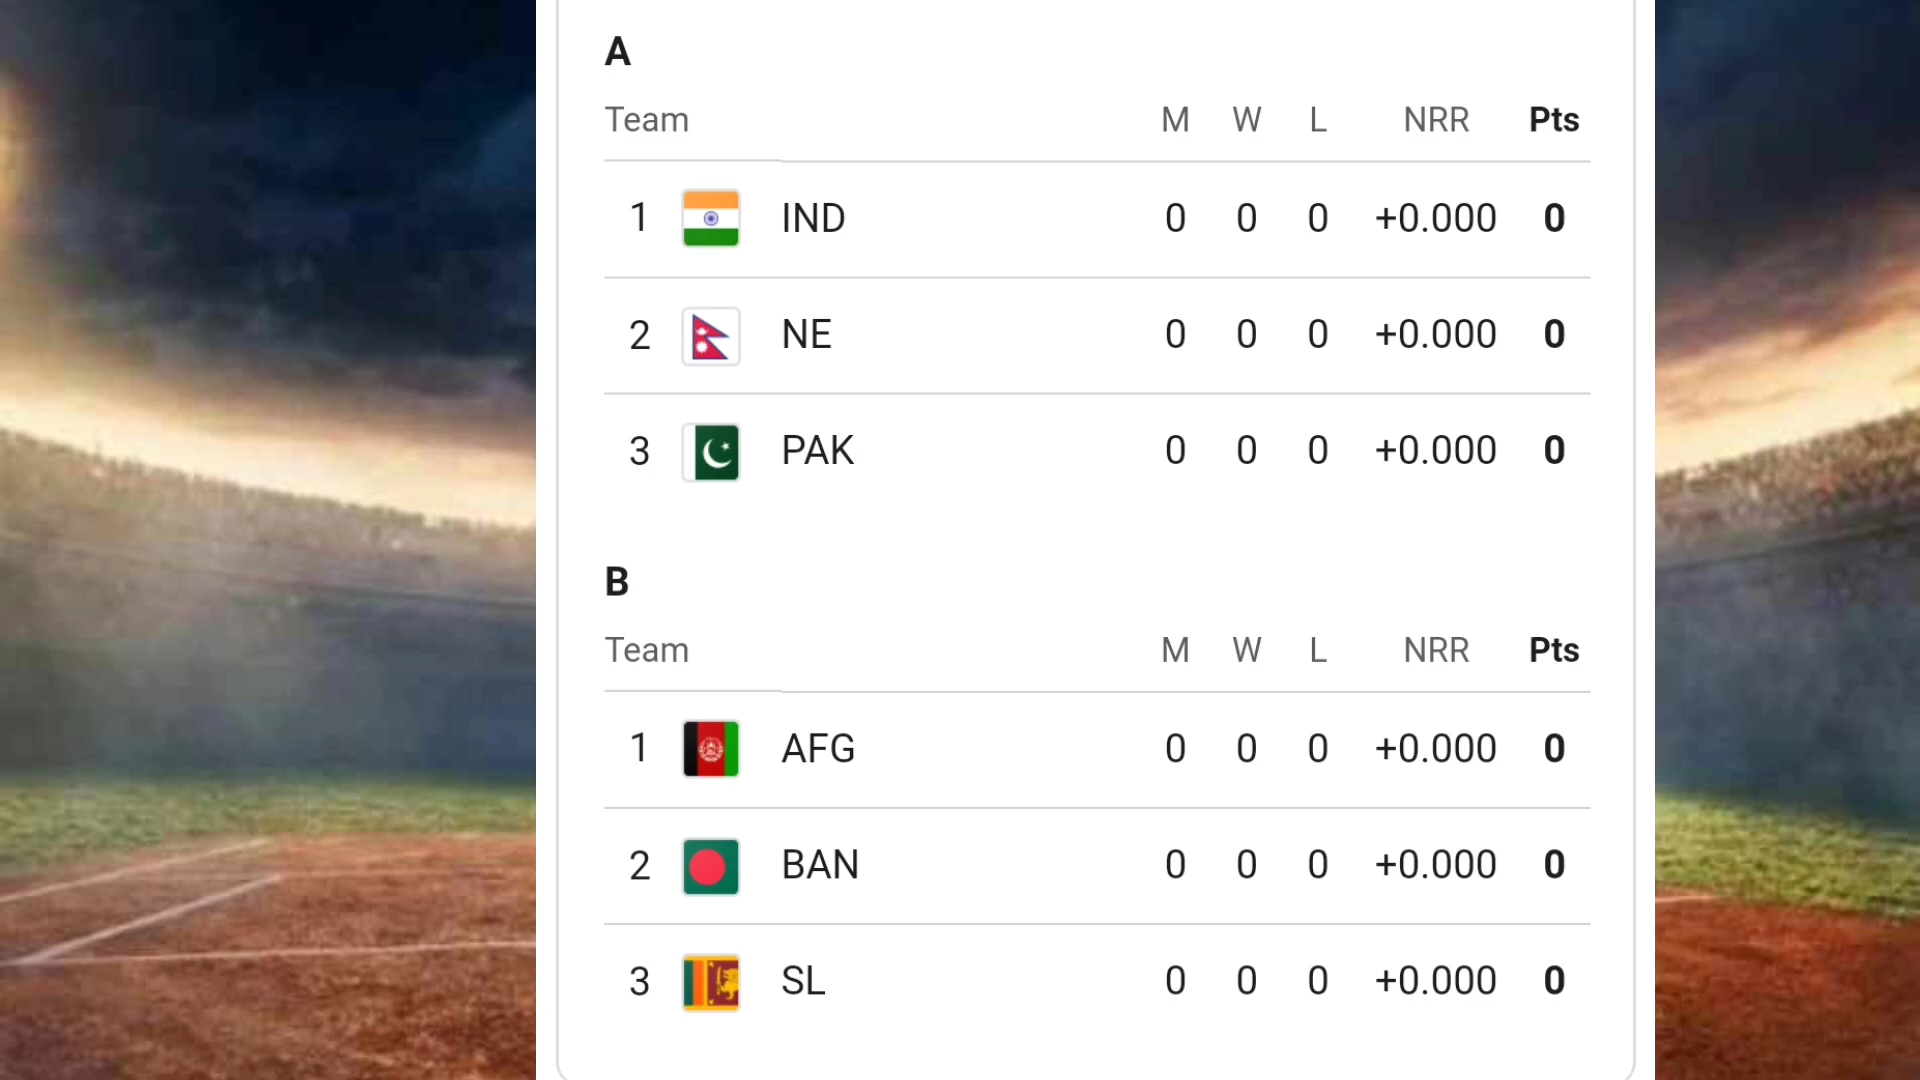 A
Team M W L NRR Pts
1 IND 0 0 0 +0.000 0
2 NE 0 0 0 +0.000 0
3 PAK 0 0 0 +0.000 0
B
Team M W L NRR Pts
1 AFG 0 0 0 +0.000 0
2 BAN 0 0 0 +0.000 0
3 SL 0 0 0 +0.000 0